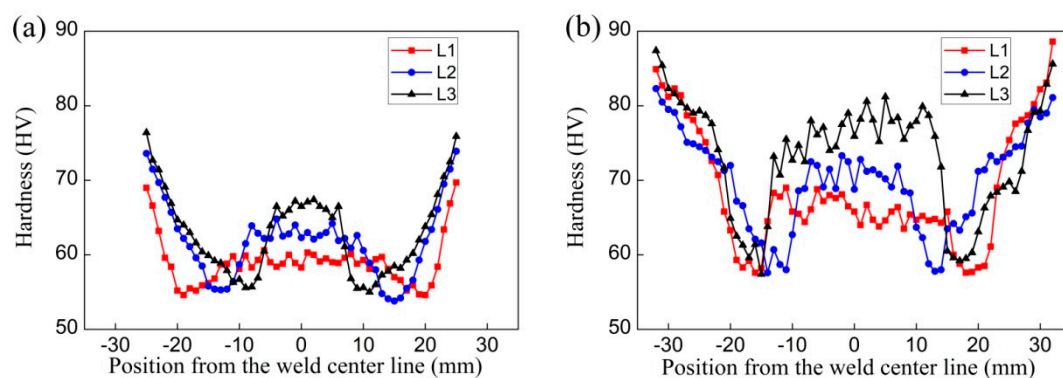 (a)
90
80
70
60
50
Hardness (HV)
L1
L2
L3
-30 -20 -10 0 10 20 30
Position from the weld center line (mm)
(b)
90
80
70
60
50
Hardness (HV)
L1
L2
L3
-30 -20 -10 0 10 20 30
Position from the weld center line (mm)